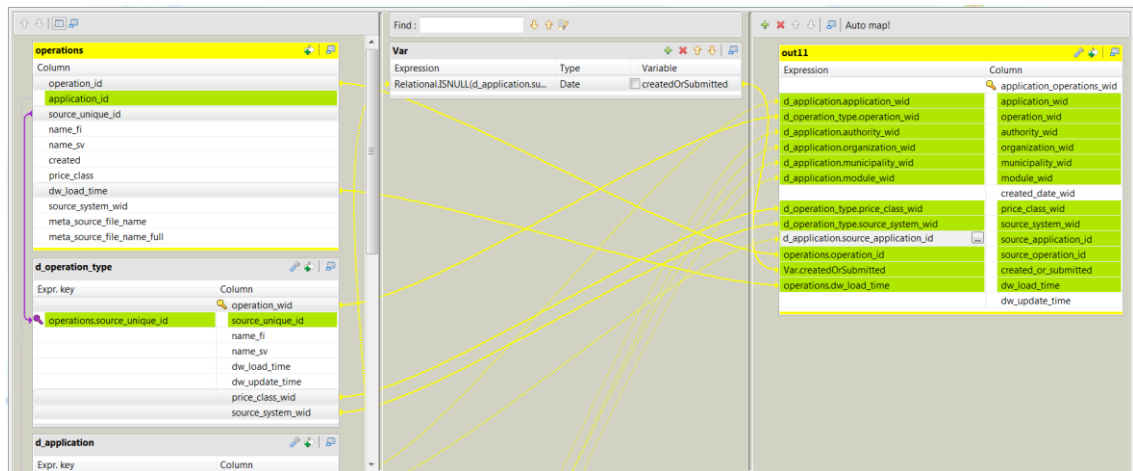 operations
Column
operation_id
application_id
source_unique_id
name_fi
name_sv
created
price_class
dw_load_time
source_system_wid
meta_source_file_name
meta_source_file_name_full
d_operation_type
Expr. key Column
operation_wid
operations.source_unique_id source_unique_id
name_fi
name_sv
dw_load_time
dw_update_time
price_class_wid
source_system_wid
d_application
Expr. key Column
Find :
Var
Expression Type Variable
Relational.ISNULL(d_application.su... Date createdOrSubmitted
Auto map!
out11
Expression Column
application_operations_wid
d_application.application_wid application_wid
d_operation_type.operation_wid operation_wid
d_application.authority_wid authority_wid
d_application.organization_wid organization_wid
d_application.municipality_wid municipality_wid
d_application.module_wid module_wid
created_date_wid
d_operation_type.price_class_wid price_class_wid
d_operation_type.source_system_wid source_system_wid
d_application.source_application_id ... source_application_id
operations.operation_id source_operation_id
Var.createdOrSubmitted created_or_submitted
operations.dw_load_time dw_load_time
dw_update_time